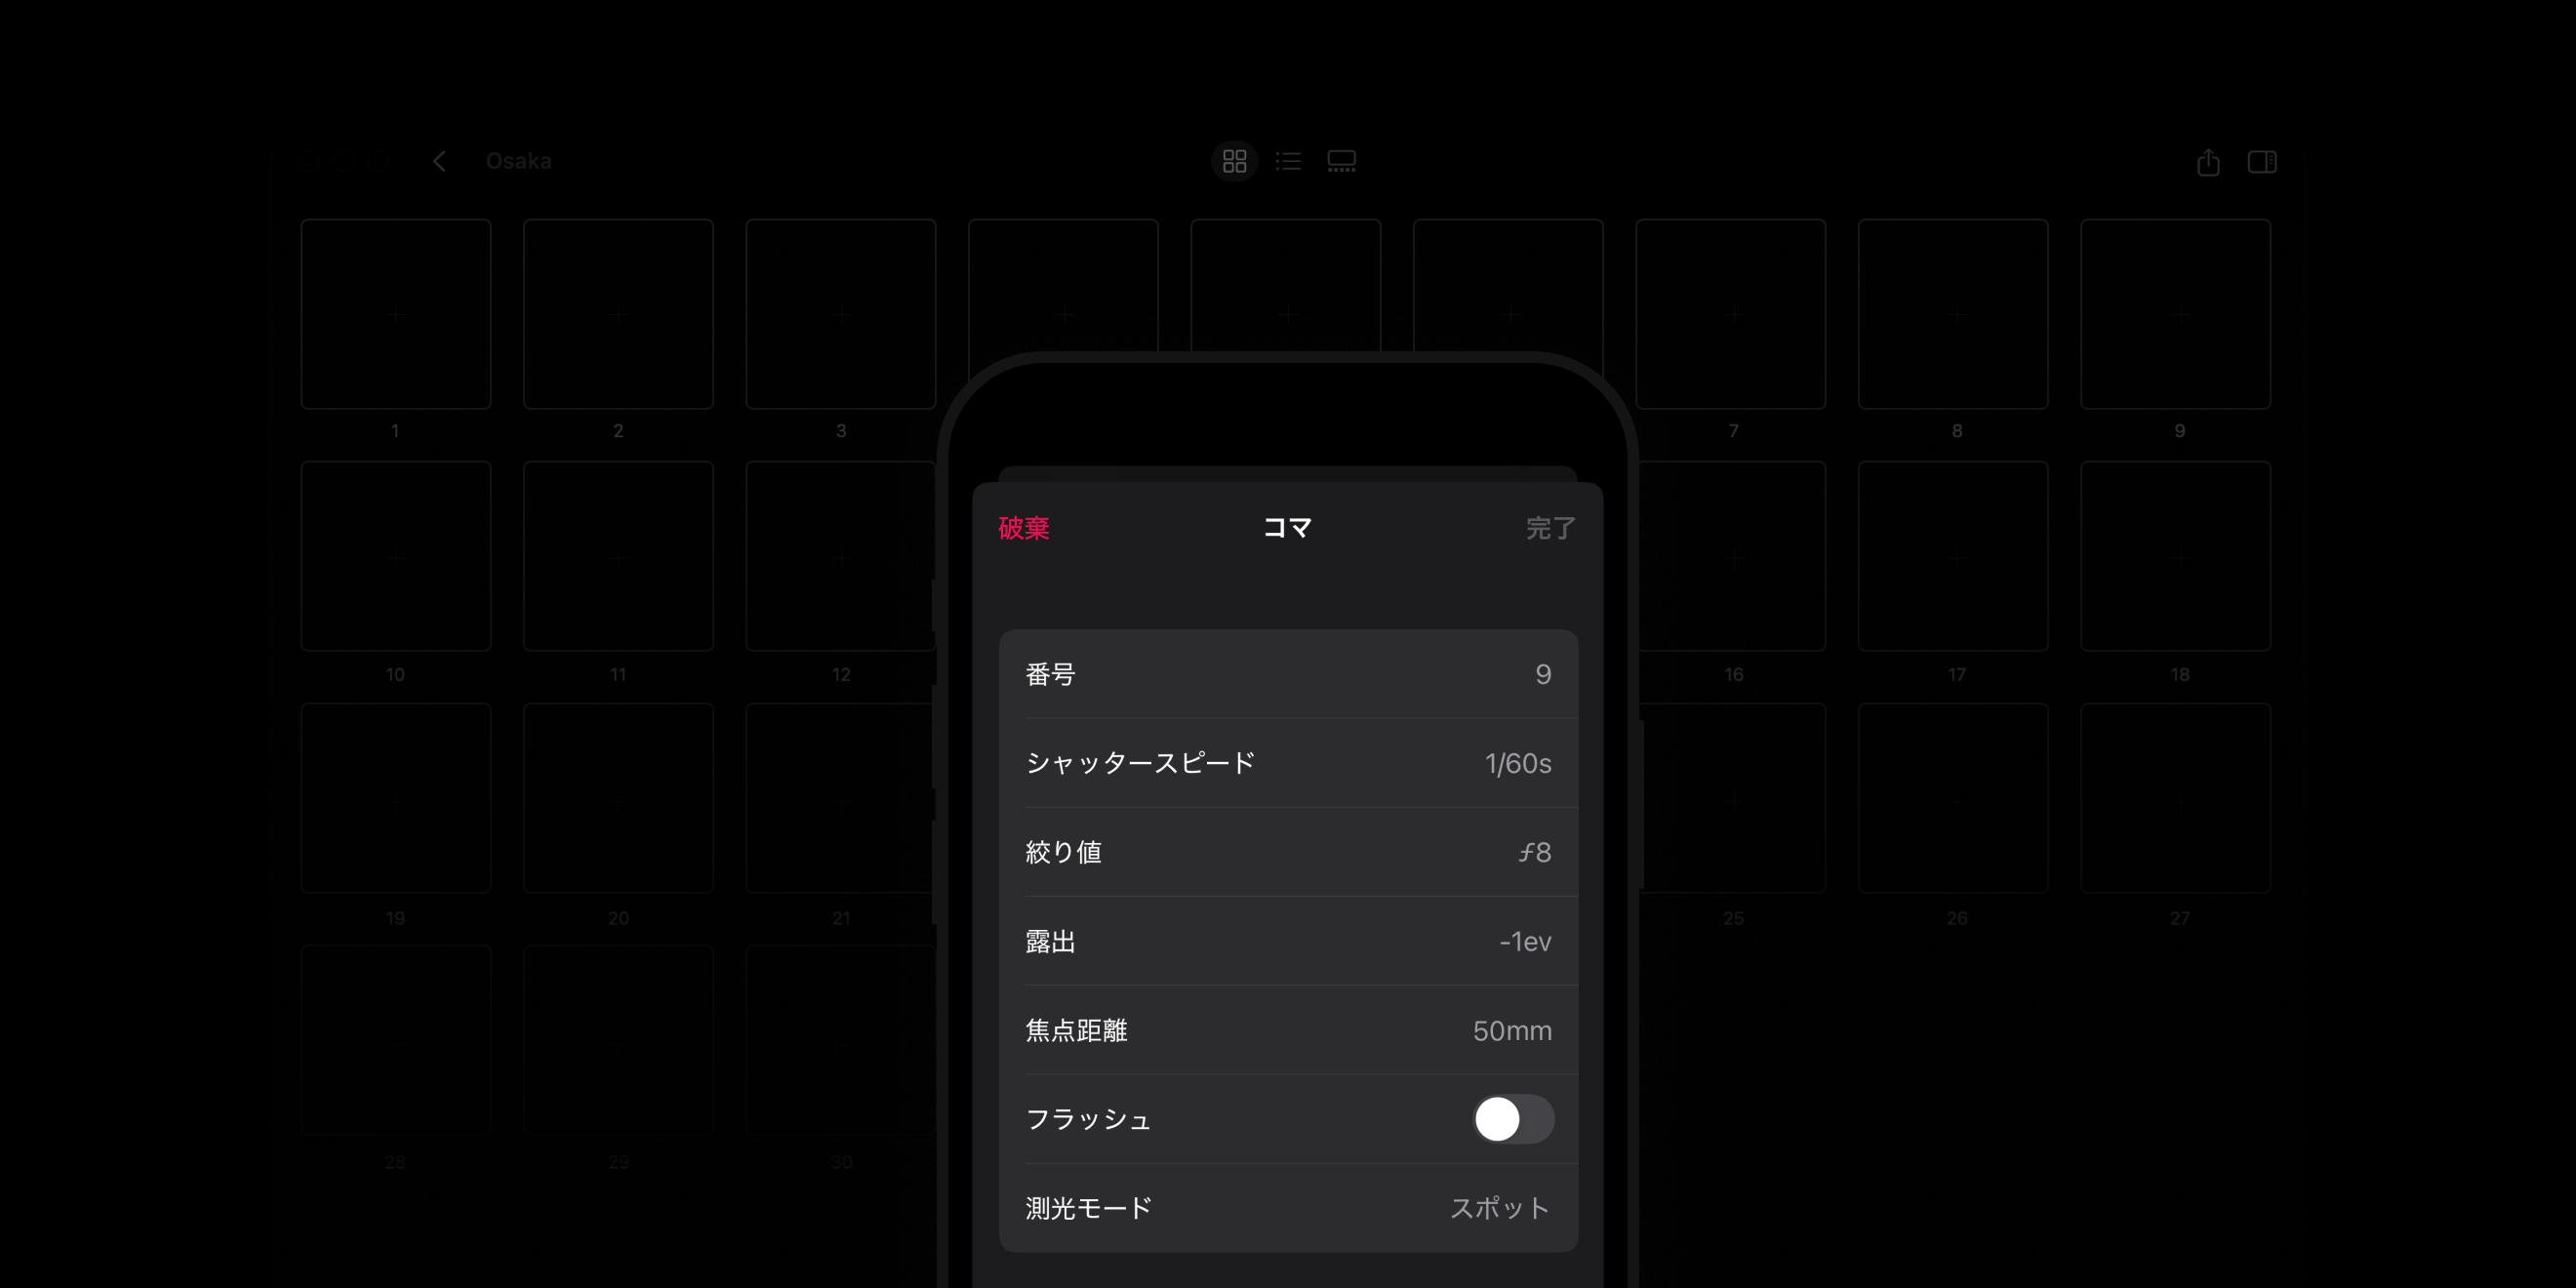 Osaka
1 2 3 7 8 9
破棄 コマ 完了
10 11 12 16 17 18
番号 9
シャッタースピード 1/60s
絞り値 ƒ8
19 20 21 25 26 27
露出 -1ev
焦点距離 50mm
フラッシュ
28 29 30
測光モード スポット